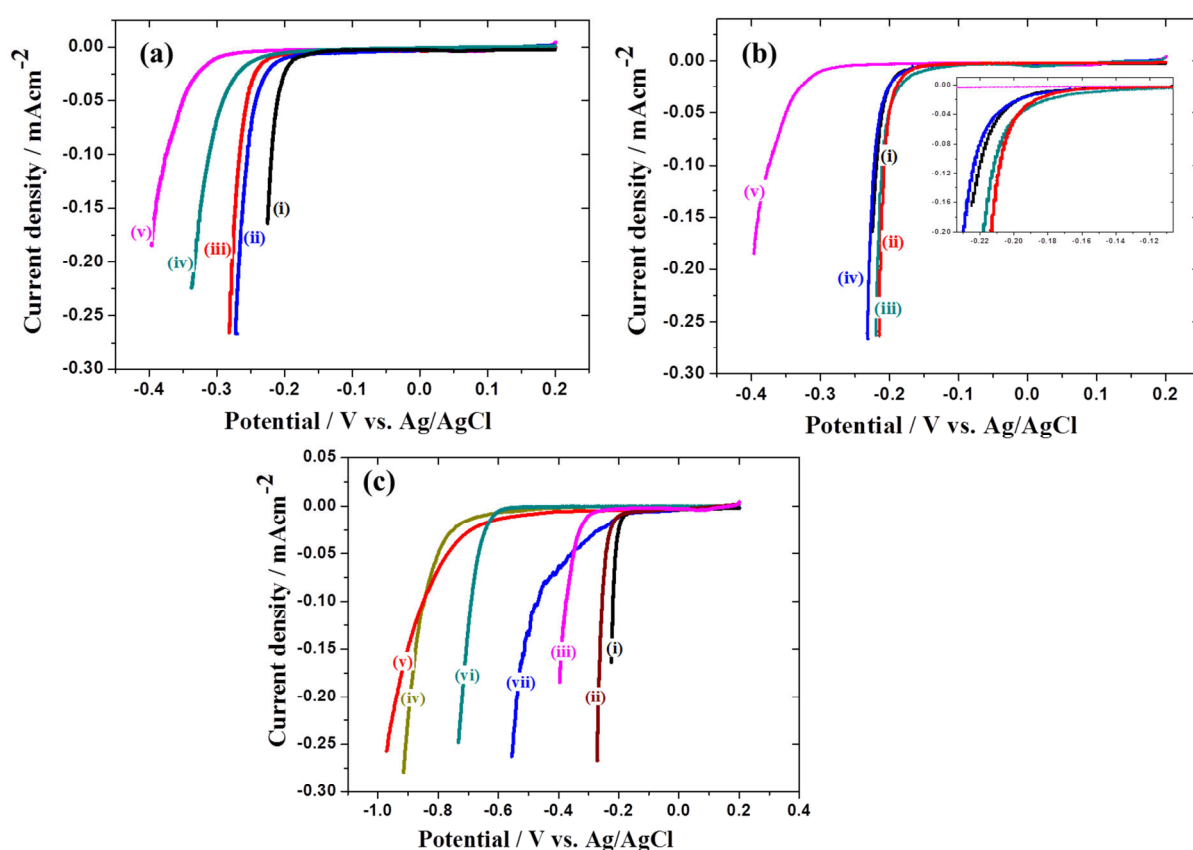 (a)
Current density / mAcm-2
0.00
-0.05
-0.10
-0.15
-0.20
-0.25
-0.30
(v)
(iv)
(iii)
(ii)
(i)
-0.4 -0.3 -0.2 -0.1 0.0 0.1 0.2
Potential / V vs. Ag/AgCl
(b)
Current density / mAcm-2
0.00
-0.05
-0.10
-0.15
-0.20
-0.25
-0.30
(v)
(i)
(ii)
(iv)
(iii)
0.00
-0.04
-0.08
-0.12
-0.16
-0.20
-0.22 -0.20 -0.18 -0.16 -0.14 -0.12
-0.4 -0.3 -0.2 -0.1 0.0 0.1 0.2
Potential / V vs. Ag/AgCl
(c)
Current density / mAcm-2
0.05
0.00
-0.05
-0.10
-0.15
-0.20
-0.25
-0.30
(v)
(iv)
(vi)
(vii)
(iii)
(ii)
(i)
-1.0 -0.8 -0.6 -0.4 -0.2 0.0 0.2 0.4
Potential / V vs. Ag/AgCl